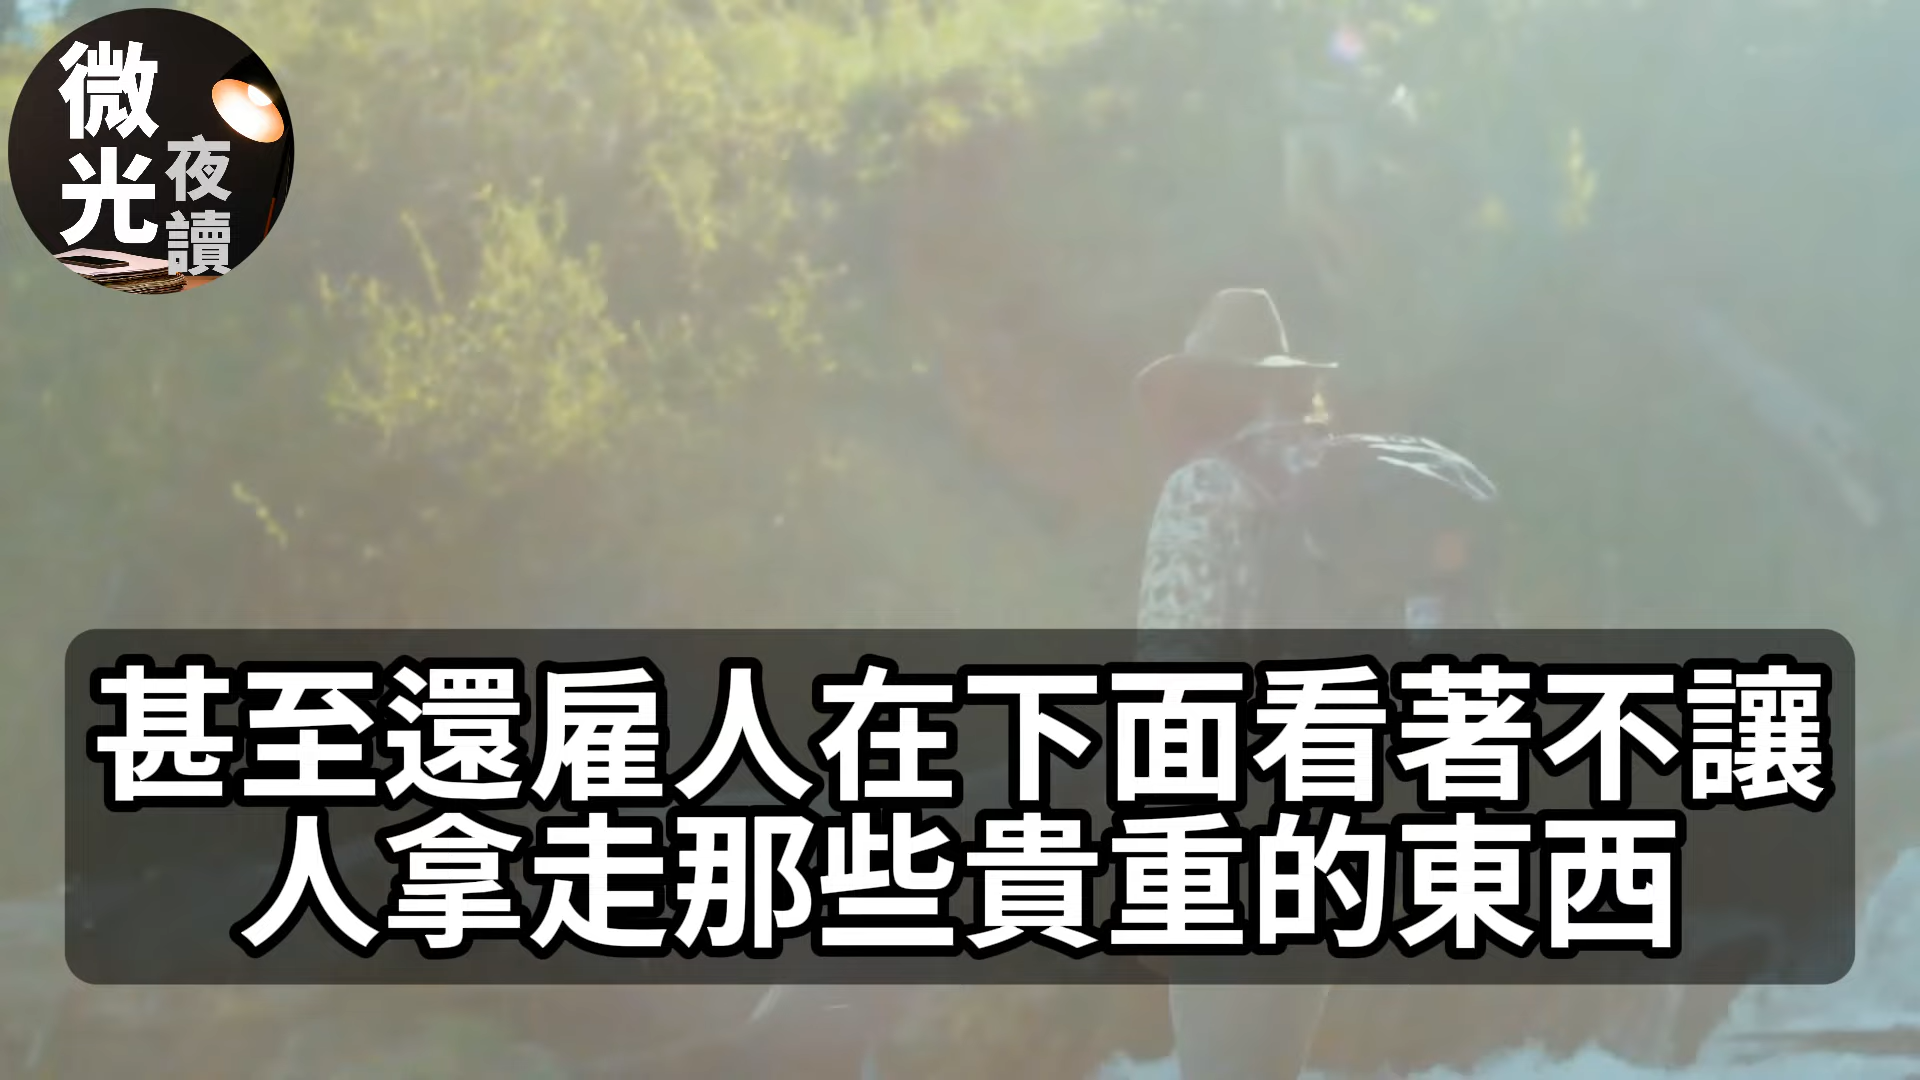 微光
夜讀
甚至還雇人在下面看著不讓
人拿走那些貴重的東西